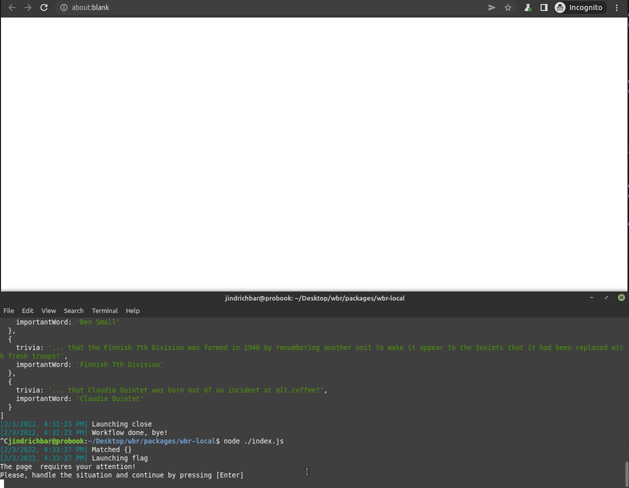 about:blank
Incognito
jindrichbar@probook: ~/Desktop/wbr/packages/wbr-local
File Edit View Search Terminal Help
importantWord: 'Ben Small'
},
{
trivia: '... that the Finnish 7th Division was formed in 1940 by renumbering another unit to make it appear to the Soviets that it had been replaced wit
h fresh troops?',
importantWord: 'Finnish 7th Division'
},
{
trivia: '... that Claudia Quintet was born out of an incident at alt.coffee?',
importantWord: 'Claudia Quintet'
}
]
[2/3/2022, 4:32:23 PM] Launching close
[2/3/2022, 4:32:23 PM] Workflow done, bye!
^Cjindrichbar@probook:~/Desktop/wbr/packages/wbr-local$ node ./index.js
[2/3/2022, 4:33:37 PM] Matched {}
[2/3/2022, 4:33:37 PM] Launching flag
The page  requires your attention!
Please, handle the situation and continue by pressing [Enter]